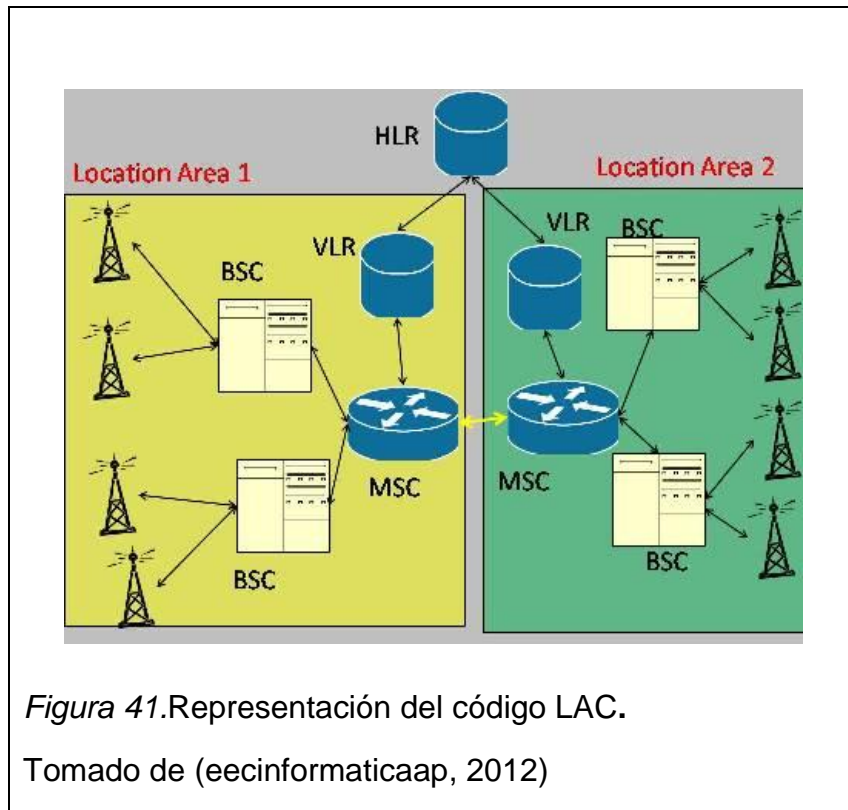 HLR
Location Area 1
Location Area 2
VLR
VLR
BSC
BSC
MSC
MSC
BSC
BSC
Figura 41.Representación del código LAC.
Tomado de (eecinformaticaap, 2012)